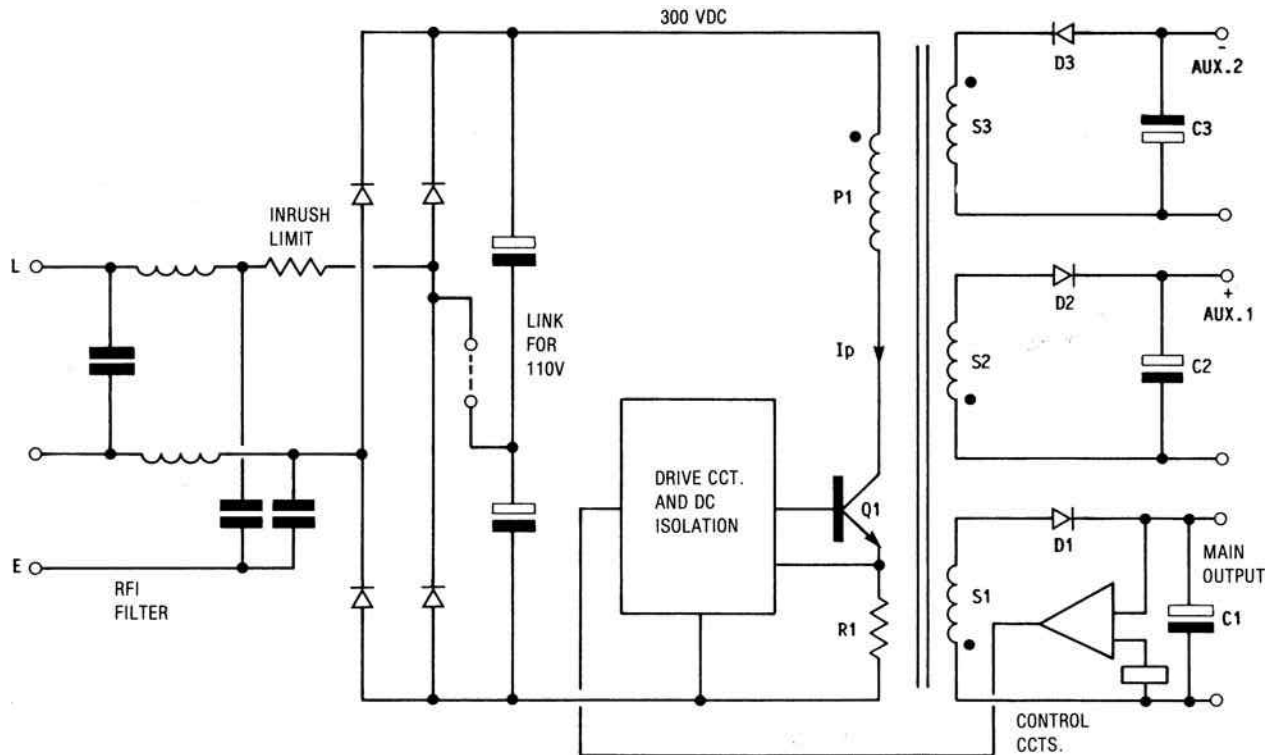 300 VDC
-
AUX.2
D3
S3
C3
P1
INRUSH
LIMIT
L
LINK
FOR
110V
D2
+
AUX.1
S2
C2
Ip
DRIVE CCT.
AND DC
ISOLATION
Q1
D1
MAIN
OUTPUT
E
RFI
FILTER
R1
S1
C1
CONTROL
CCTS.